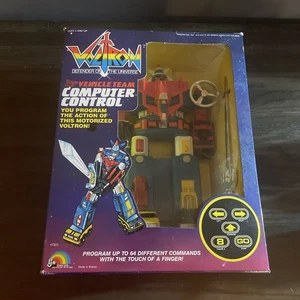 VOLTRON
DEFENDER OF THE UNIVERSE
VEHICLE TEAM
COMPUTER
CONTROL
YOU PROGRAM
THE ACTION OF
THIS MOTORIZED
VOLTRON!
B
GO
PROGRAM UP TO 64 DIFFERENT COMMANDS
WITH THE TOUCH OF A FINGER!